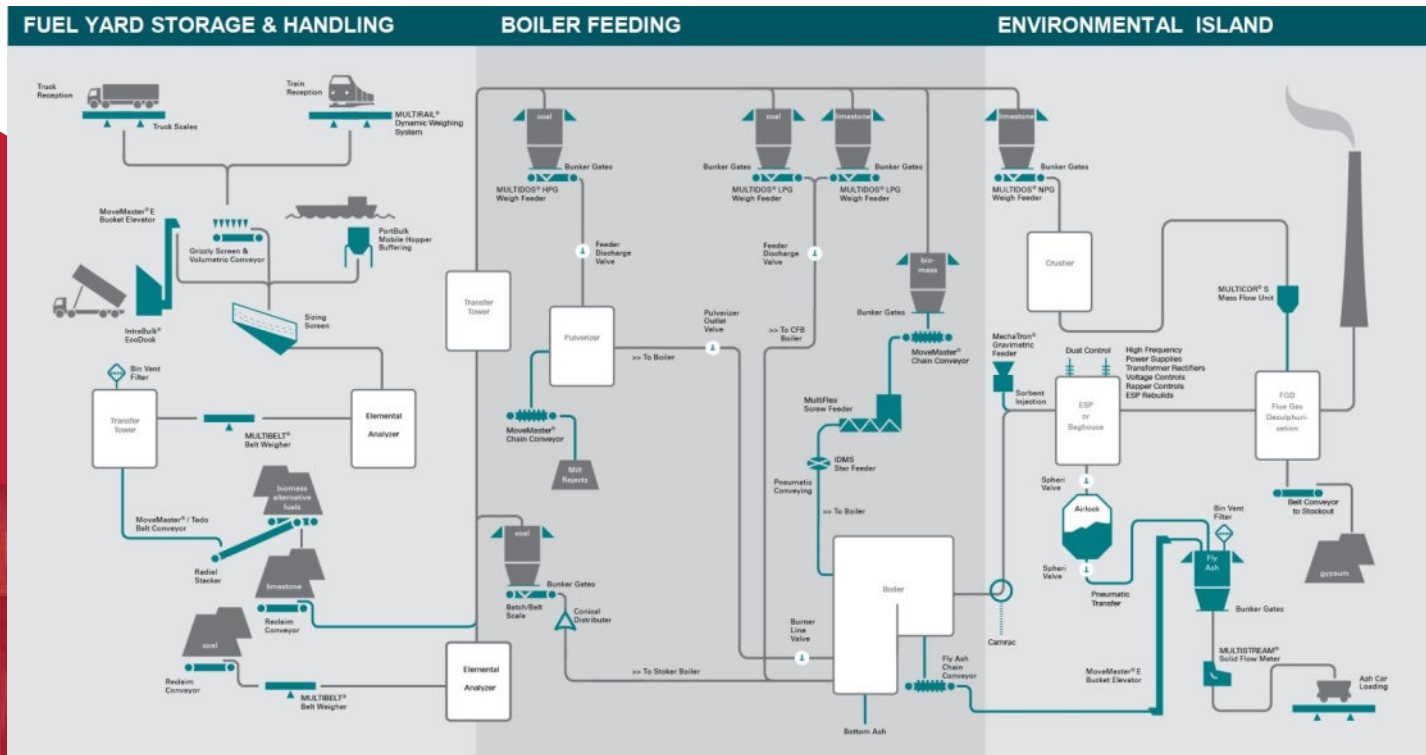 FUEL YARD STORAGE & HANDLING
BOILER FEEDING
ENVIRONMENTAL ISLAND
Truck
Reception
Truck Scales
Train
Reception
MULTIRAIL®
Dynamic Weighing
System
MoveMaster® E
Bucket Elevator
Grizzly Screen &
Volumetric Conveyor
PortBulk
Mobile Hopper
Buffering
IntraBulk®
EcoDock
Sizing
Screen
Bin Vent
Filter
Transfer
Tower
MULTIBELT®
Belt Weigher
Elemental
Analyzer
MoveMaster® / Tedo
Belt Conveyor
biomass
alternative
fuels
Radial
Stacker
limestone
Reclaim
Conveyor
coal
Reclaim
Conveyor
MULTIBELT®
Belt Weigher
Elemental
Analyzer
Transfer
Tower
coal
Bunker Gates
MULTIDOS® HPG
Weigh Feeder
Feeder
Discharge
Valve
Pulverizer
>> To Boiler
Pulverizer
Outlet
Valve
MoveMaster®
Chain Conveyor
Mill
Rejects
coal
Bunker Gates
Batch/Belt
Scale
Conical
Distributer
>> To Stoker Boiler
coal
Bunker Gates
MULTIDOS® LPG
Weigh Feeder
limestone
Bunker Gates
MULTIDOS® LPG
Weigh Feeder
Feeder
Discharge
Valve
>> To CFB
Boiler
bio-
mass
Bunker Gates
MoveMaster®
Chain Conveyor
MultiFlex
Screw Feeder
IDMS
Star Feeder
Pneumatic
Conveying
>> To Boiler
Boiler
Burner
Line
Valve
Bottom Ash
Fly Ash
Chain
Conveyor
limestone
Bunker Gates
MULTIDOS® NPG
Weigh Feeder
Crusher
MULTICOR® S
Mass Flow Unit
MechaTron®
Gravimetric
Feeder
Sorbent
Injection
Dust Control
High Frequency
Power Supplies
Transformer Rectifiers
Voltage Controls
Rapper Controls
ESP Rebuilds
ESP
or
Baghouse
FGD
Flue Gas
Desulphuri-
sation
Spheri
Valve
Airlock
Spheri
Valve
Pneumatic
Transfer
Camrac
Belt Conveyor
to Stockout
gypsum
Bin Vent
Filter
Fly
Ash
Bunker Gates
MULTISTREAM®
Solid Flow Meter
MoveMaster® E
Bucket Elevator
Ash Car
Loading